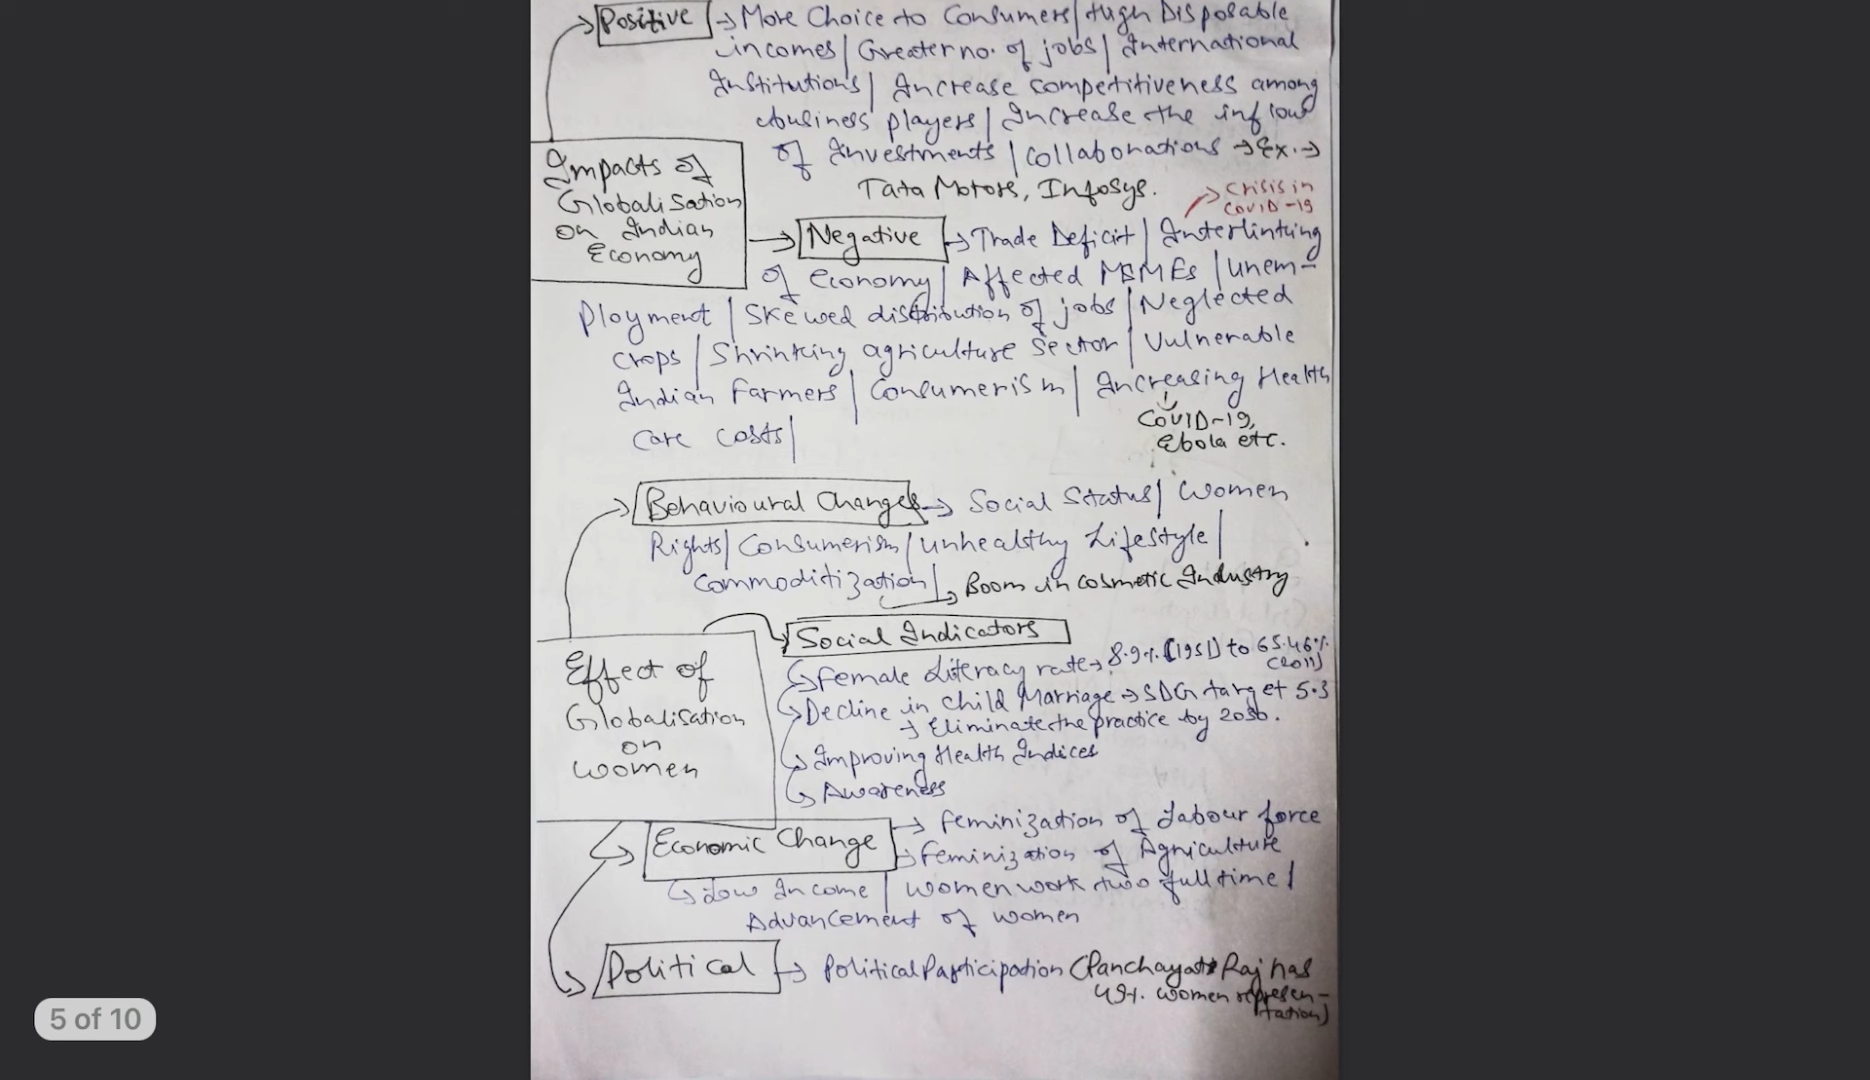 Positive → More Choice to Consumers | High Disposable
incomes | Greater no. of jobs | International
Institutions | Increase competitiveness among
business players | Increase the inflow
of Investments | Collaborations → Ex. →
Tata Motors, Infosys.
Impacts of
Globalisation
on Indian
Economy
→ Crisis in
COVID-19
Negative → Trade Deficit | Interlinking
of economy | Affected MSMEs | Unem-
ployment | Skewed distribution of jobs | Neglected
crops | Shrinking agriculture sector | Vulnerable
Indian Farmers | Consumerism | Increasing Health
care costs |
COVID-19,
Ebola etc.
Behavioural Changes → Social Status | Women
Rights | Consumerism | Unhealthy Lifestyle |
Commoditization | → Boom in cosmetic Industry
Effect of
Globalisation
on
Women
Social Indicators
Female Literacy rate → 8.9% (1951) to 65.46%
(2011)
Decline in Child Marriage → SDG target 5.3
→ Eliminate the practice by 2030.
Improving Health Indices
Awareness
Economic Change → Feminization of Labour force
→ Feminization of Agriculture
Low Income | Women work two full time |
Advancement of women
Political → Political Participation (Panchayat Raj has
49% women represen-
tation)
5 of 10